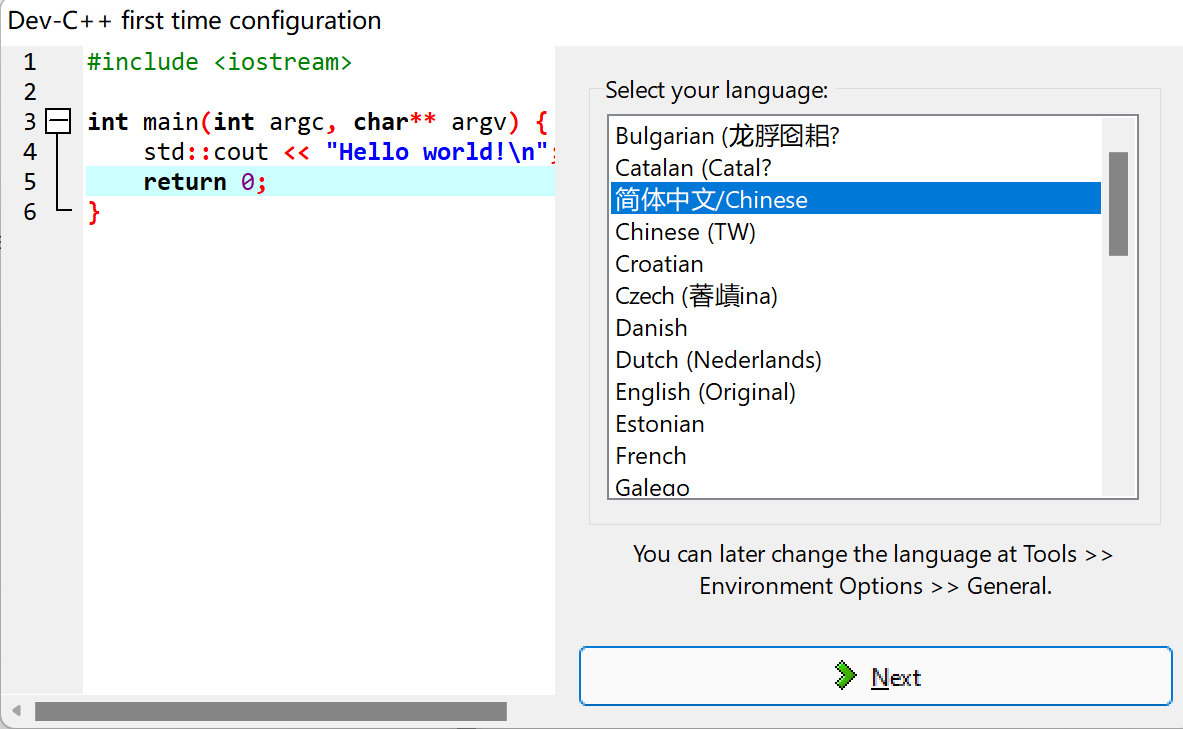 Dev-C++ first time configuration
1 #include <iostream>
2
3 int main(int argc, char** argv) {
4 std::cout << "Hello world!\n";
5 return 0;
6 }
Select your language:
Bulgarian (龙脬囵耜?
Catalan (Catal?
简体中文/Chinese
Chinese (TW)
Croatian
Czech (萫ina)
Danish
Dutch (Nederlands)
English (Original)
Estonian
French
Galego
You can later change the language at Tools >>
Environment Options >> General.
Next